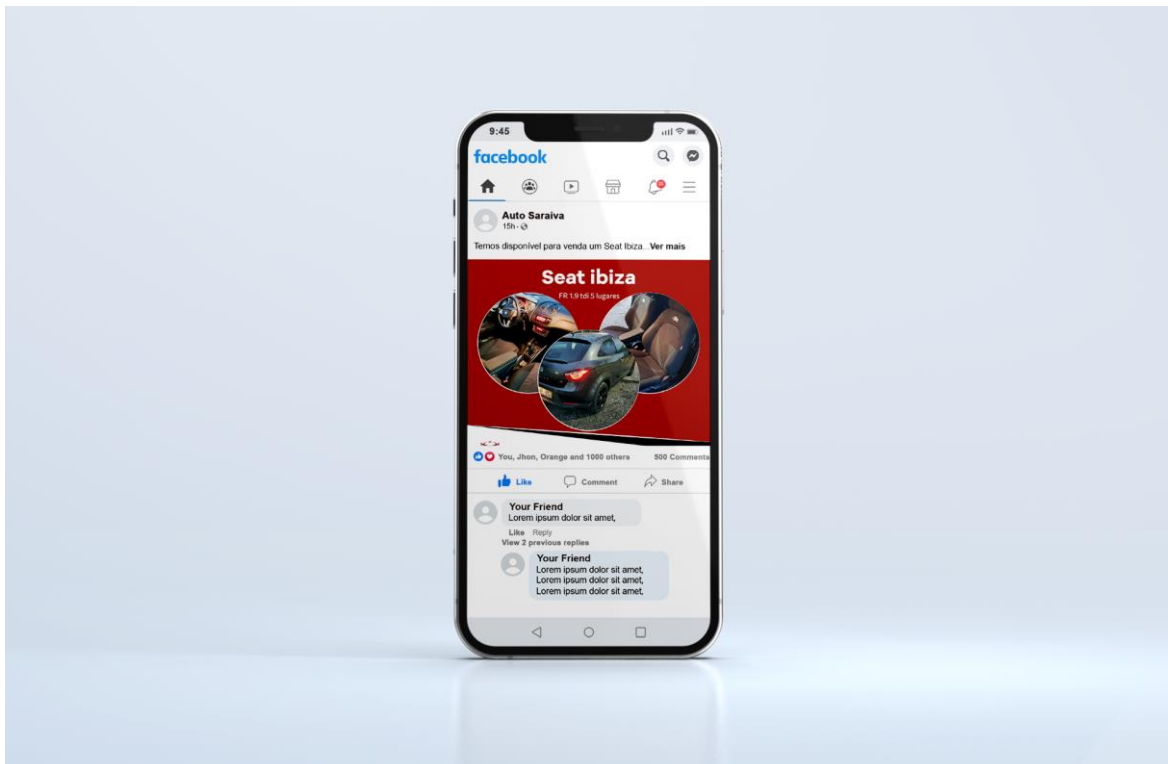 9:45
facebook
Auto Saraiva
15h
Temos disponível para venda um Seat Ibiza...Ver mais
Seat ibiza
FR 1.9 tdi 5 lugares
You, Jhon, Orange and 1000 others 500 Comments
Like Comment Share
Your Friend
Lorem ipsum dolor sit amet,
Like Reply
View 2 previous replies
Your Friend
Lorem ipsum dolor sit amet,
Lorem ipsum dolor sit amet,
Lorem ipsum dolor sit amet,